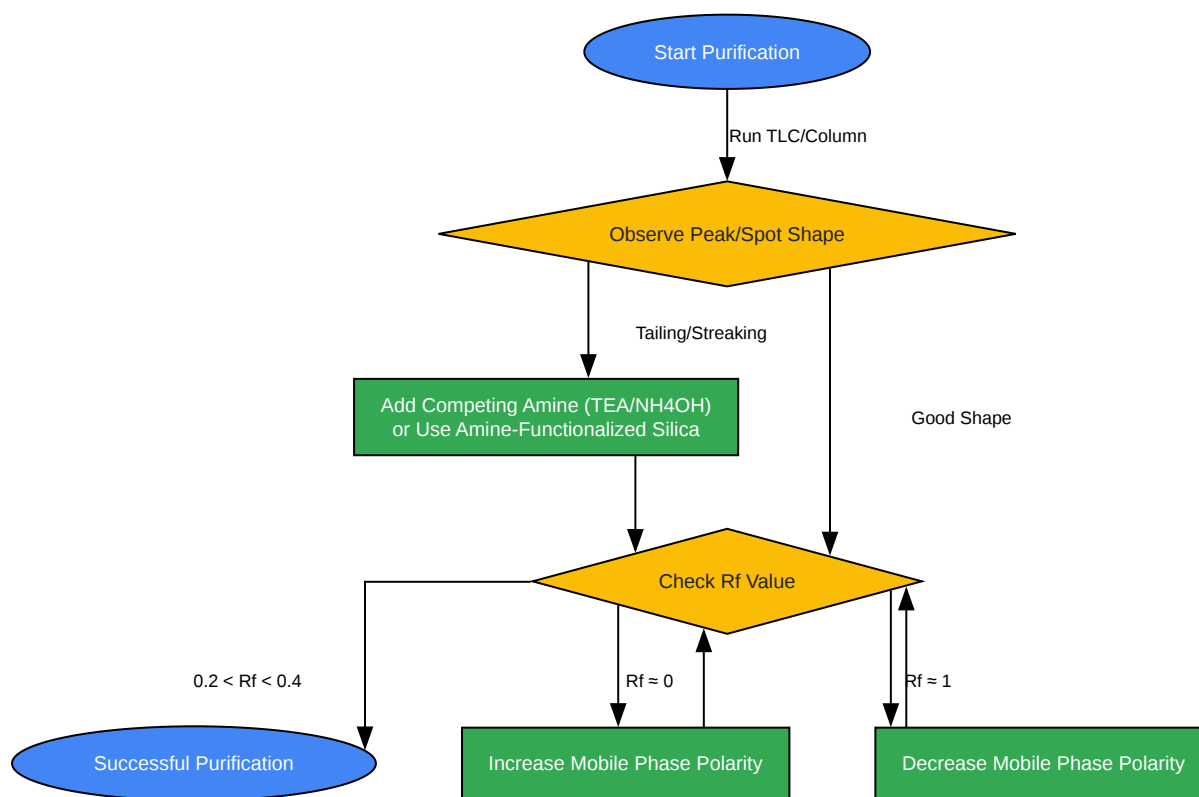 Start Purification
Run TLC/Column
Observe Peak/Spot Shape
Tailing/Streaking
Add Competing Amine (TEA/NH4OH)
or Use Amine-Functionalized Silica
Good Shape
Check Rf Value
0.2 < Rf < 0.4
Rf ≈ 0
Rf ≈ 1
Successful Purification
Increase Mobile Phase Polarity
Decrease Mobile Phase Polarity